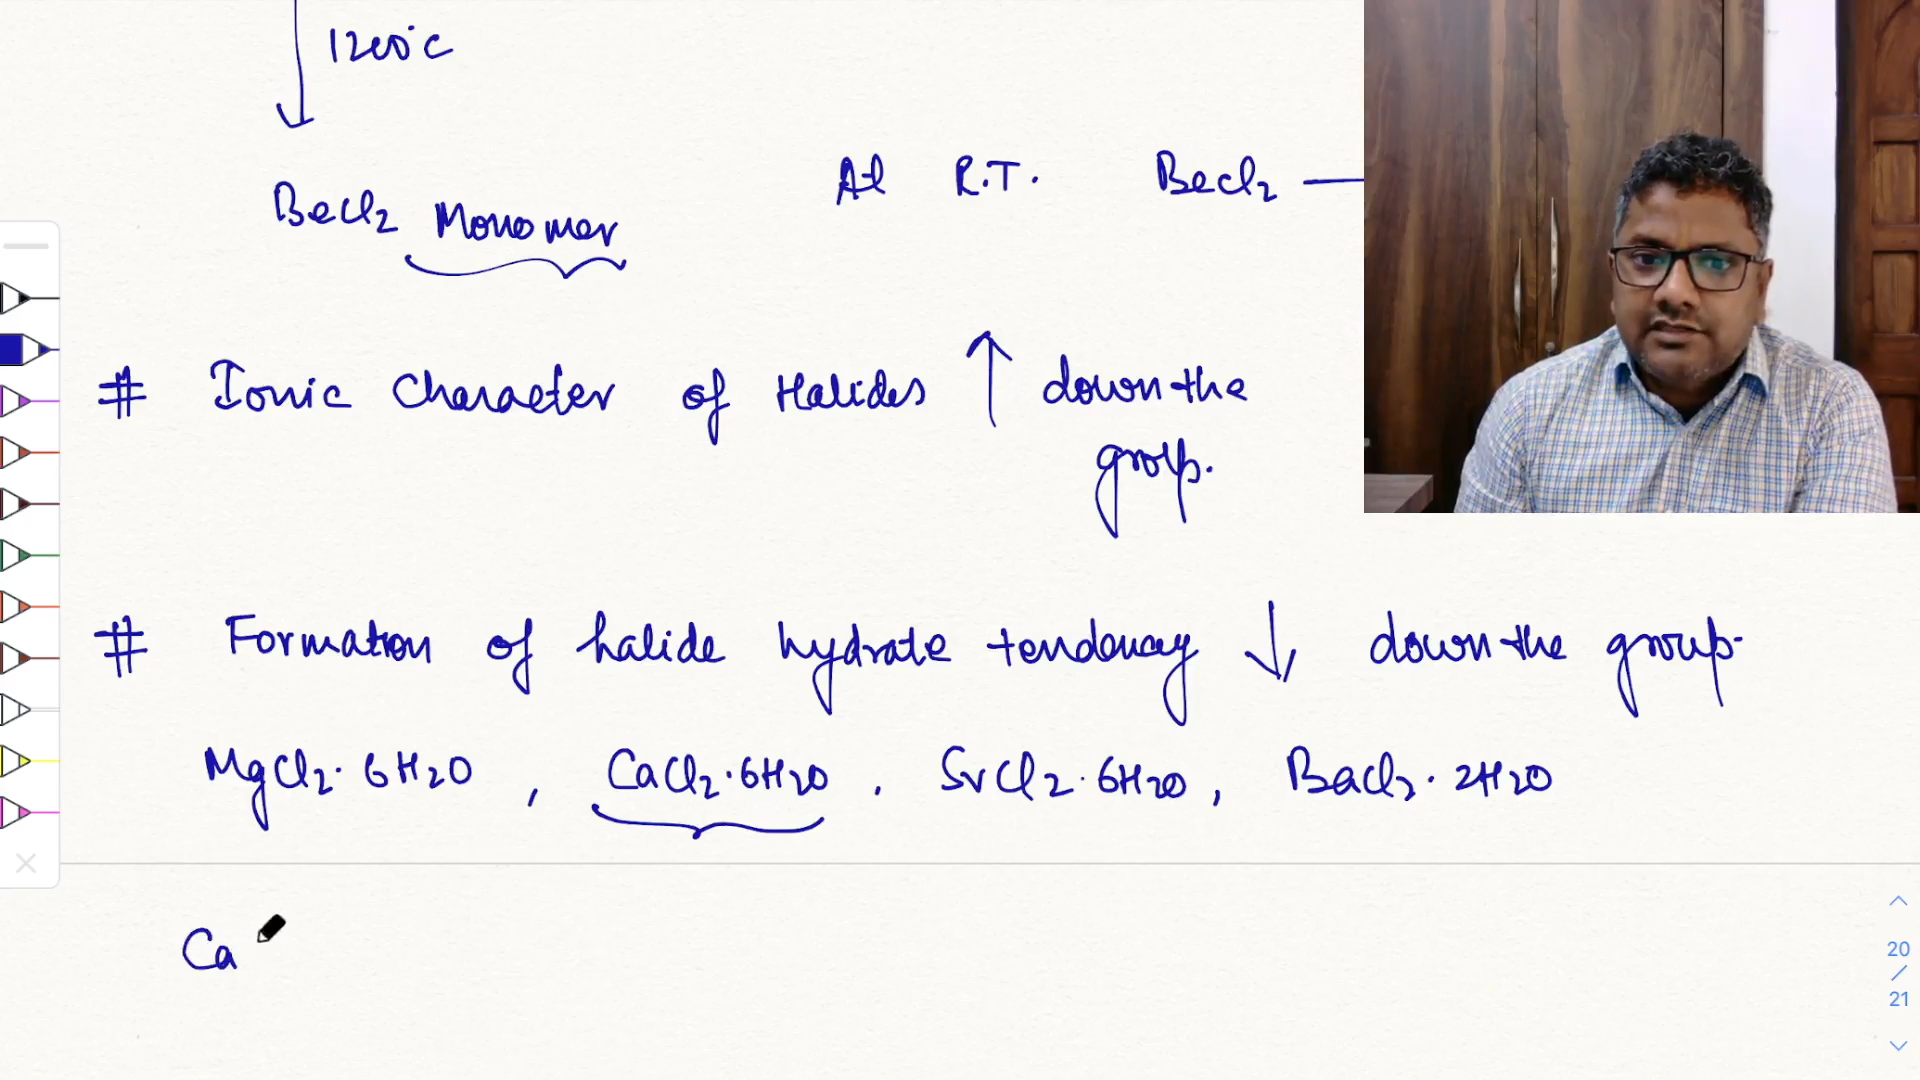 1200°C
BeCl2 Monomer
At R.T. BeCl2 —
# Ionic Character of Halides ↑ down the
group.
# Formation of halide hydrate tendency ↓ down the group.
MgCl2·6H2O , CaCl2·6H2O , SrCl2·6H2O , BaCl2·2H2O
Ca
20
/
21